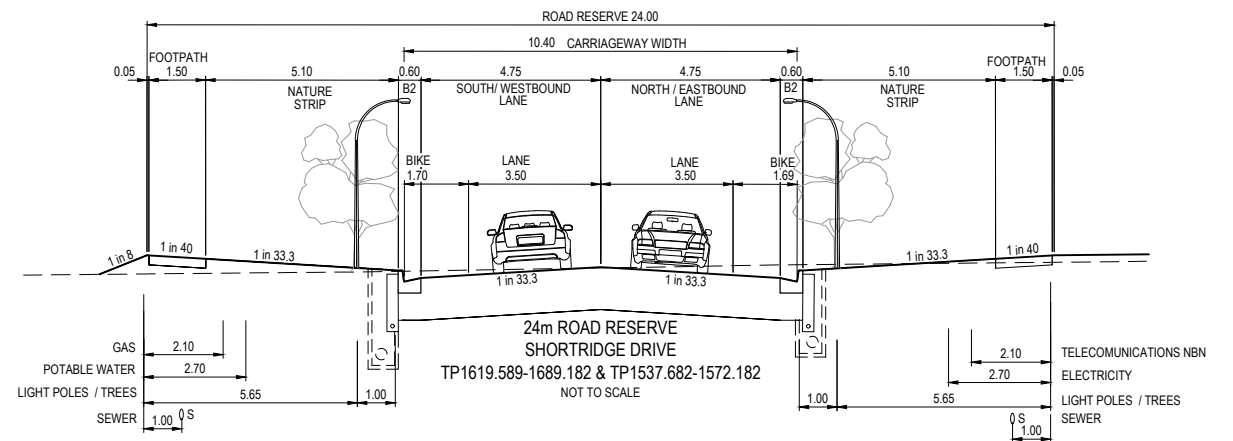 ROAD RESERVE 24.00
10.40 CARRIAGEWAY WIDTH
FOOTPATH
FOOTPATH
0.05
1.50
5.10
0.60
4.75
4.75
0.60
5.10
1.50
0.05
NATURE
STRIP
B2
SOUTH/ WESTBOUND
LANE
NORTH / EASTBOUND
LANE
B2
NATURE
STRIP
BIKE
1.70
LANE
3.50
LANE
3.50
BIKE
1.69
1 in 8
1 in 40
1 in 33.3
1 in 33.3
1 in 33.3
1 in 33.3
1 in 40
24m ROAD RESERVE
SHORTRIDGE DRIVE
TP1619.589-1689.182 & TP1537.682-1572.182
NOT TO SCALE
GAS
2.10
POTABLE WATER
2.70
LIGHT POLES / TREES
5.65
1.00
SEWER
1.00
S
2.10
TELECOMUNICATIONS NBN
2.70
ELECTRICITY
1.00
5.65
LIGHT POLES / TREES
S
SEWER
1.00